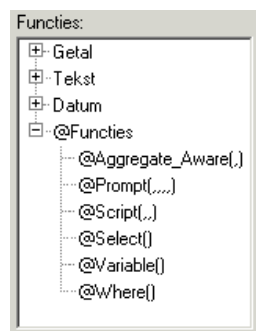 Functies:
Getal
Tekst
Datum
@Functies
@Aggregate_Aware(,)
@Prompt(,,,,)
@Script(,,)
@Select()
@Variable()
@Where()